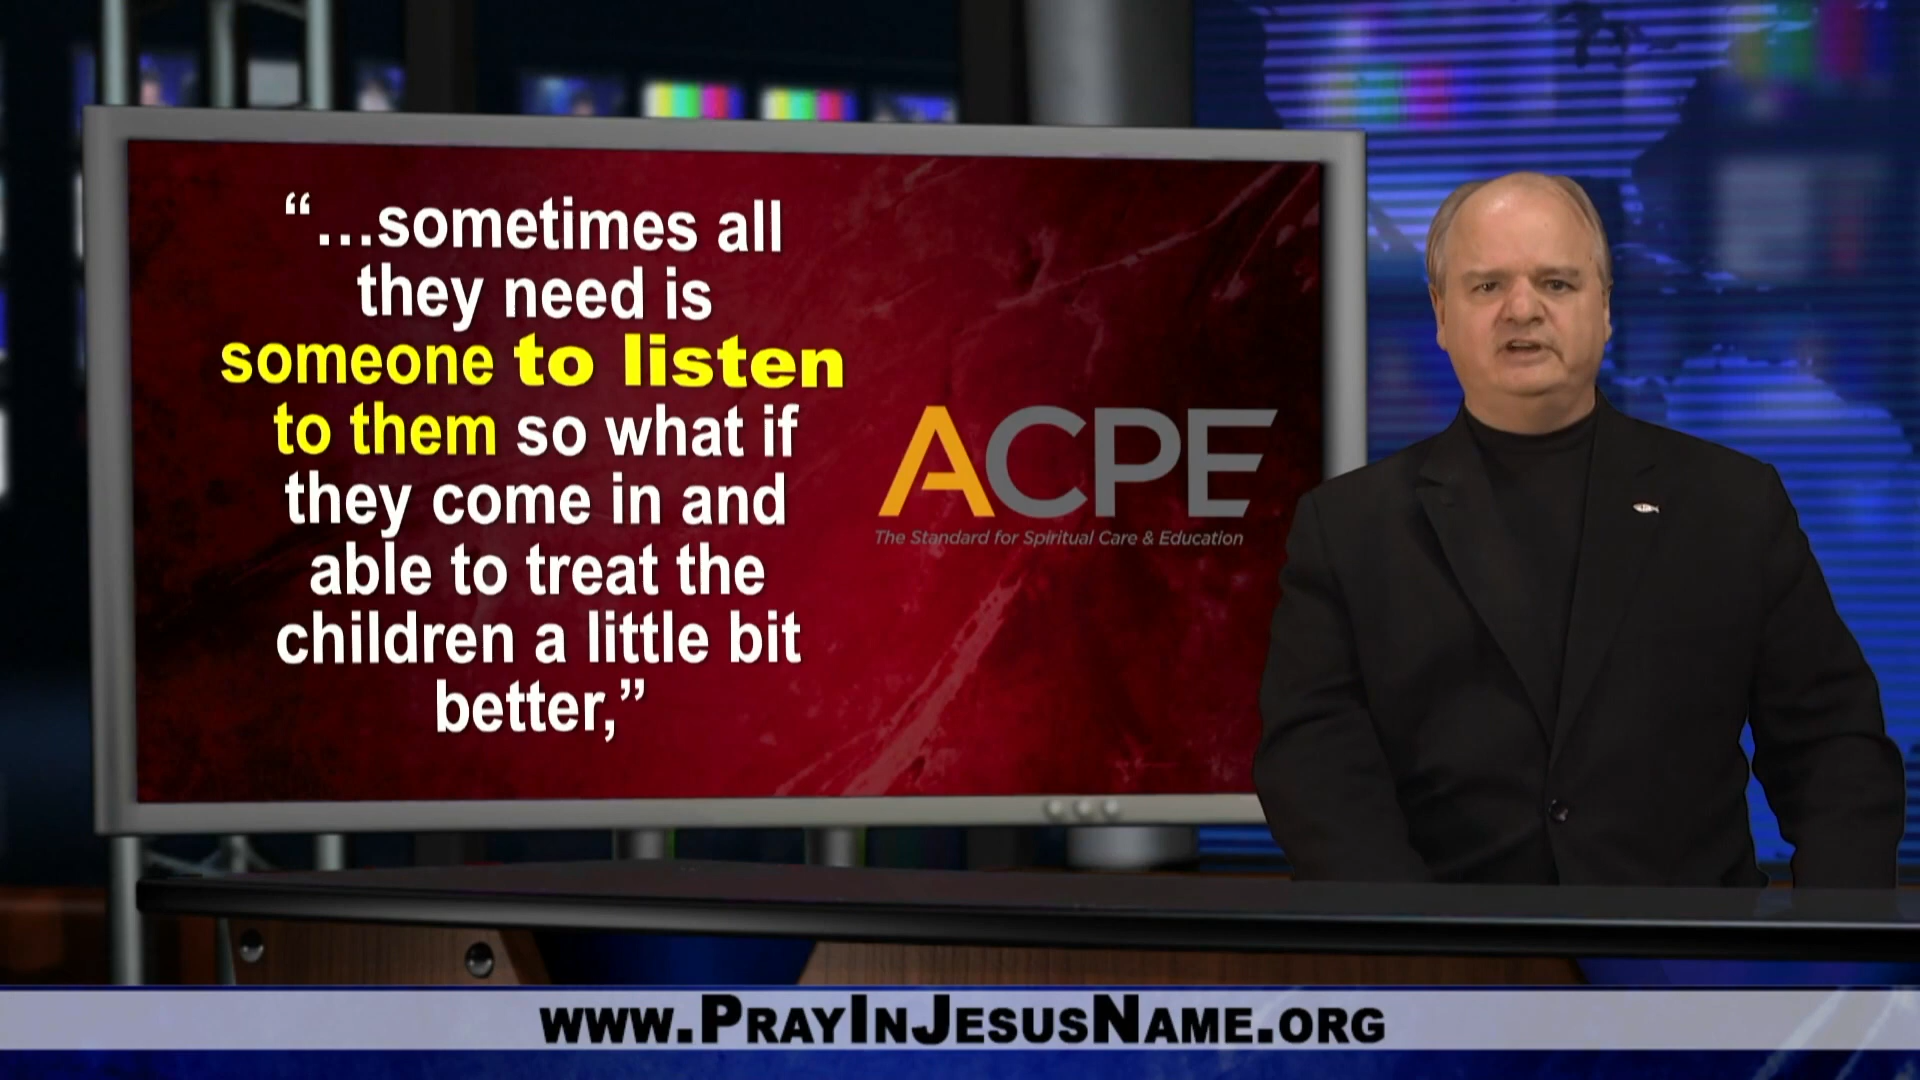 “…sometimes all
they need is
someone to listen
to them so what if
they come in and
able to treat the
children a little bit
better,”
ACPE
The Standard for Spiritual Care & Education
www.PrayInJesusName.org